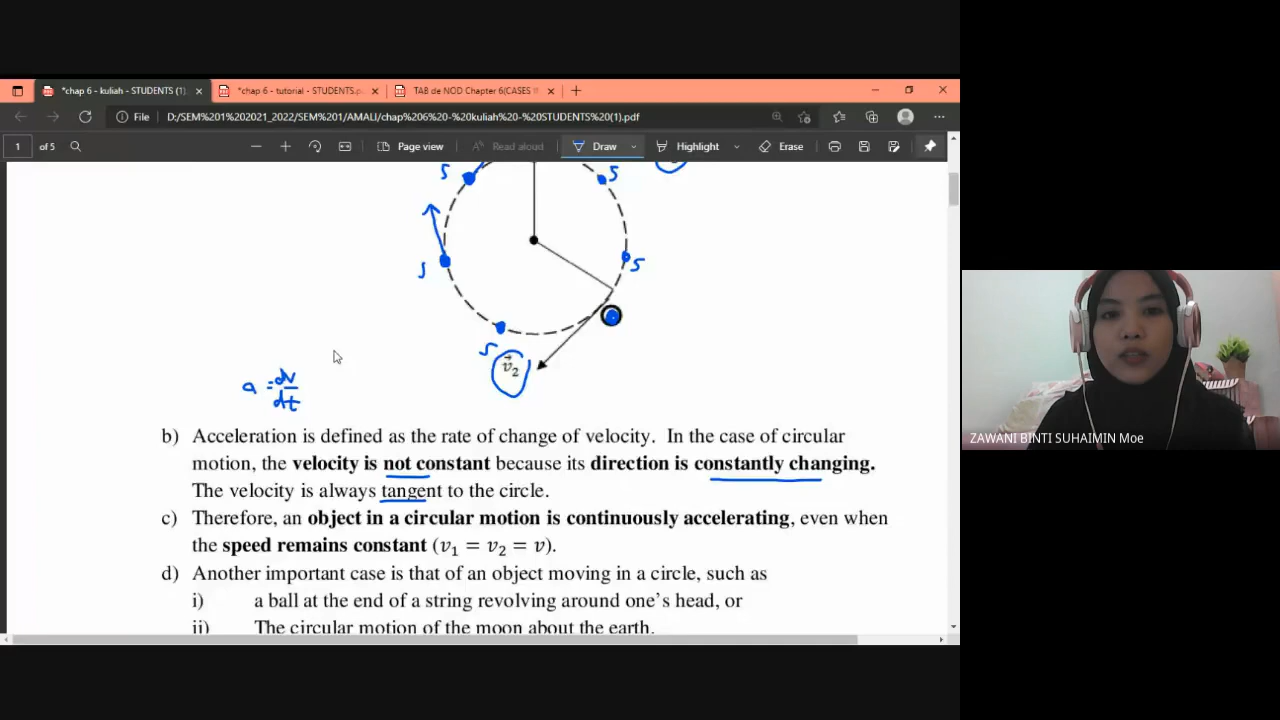 *chap 6 - kuliah - STUDENTS (1).
*chap 6 - tutorial - STUDENTS.p
TAB de NOD Chapter 6(CASES
File
D:/SEM%201%202021_2022/SEM%201/AMALI/chap%206%20-%20kuliah%20-%20STUDENTS%20(1).pdf
1 of 5
Page view
Read aloud
Draw
Highlight
Erase
s
s
s
s
s
v⃗2
a = dv
dt
b) Acceleration is defined as the rate of change of velocity. In the case of circular
motion, the velocity is not constant because its direction is constantly changing.
The velocity is always tangent to the circle.
c) Therefore, an object in a circular motion is continuously accelerating, even when
the speed remains constant (v1 = v2 = v).
d) Another important case is that of an object moving in a circle, such as
i) a ball at the end of a string revolving around one's head, or
ii) The circular motion of the moon about the earth.
ZAWANI BINTI SUHAIMIN Moe